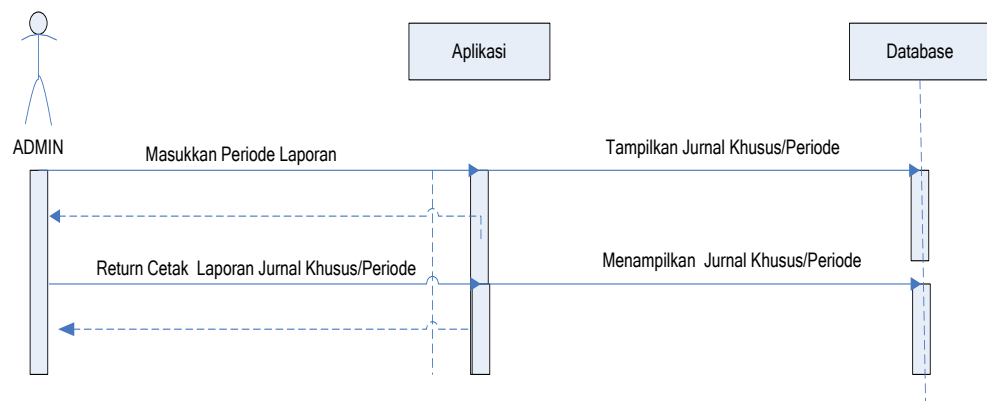 Aplikasi
Database
ADMIN
Masukkan Periode Laporan
Tampilkan Jurnal Khusus/Periode
Return Cetak Laporan Jurnal Khusus/Periode
Menampilkan Jurnal Khusus/Periode